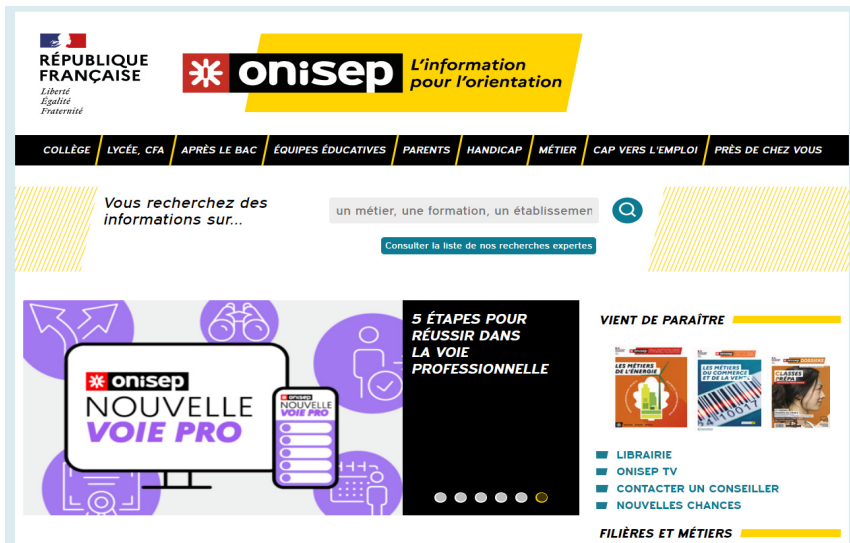 RÉPUBLIQUE
FRANÇAISE
Liberté
Égalité
Fraternité
onisep
L'information
pour l'orientation
COLLÈGE
LYCÉE, CFA
APRÈS LE BAC
ÉQUIPES ÉDUCATIVES
PARENTS
HANDICAP
MÉTIER
CAP VERS L'EMPLOI
PRÈS DE CHEZ VOUS
Vous recherchez des
informations sur...
un métier, une formation, un établissemen
Consulter la liste de nos recherches expertes
onisep
NOUVELLE
VOIE PRO
onisep
NOUVELLE
VOIE PRO
5 ÉTAPES POUR
RÉUSSIR DANS
LA VOIE
PROFESSIONNELLE
VIENT DE PARAÎTRE
LES MÉTIERS
DE L'ÉNERGIE
LES MÉTIERS
DU COMMERCE
ET DE LA VENTE
DOSSIERS
CLASSES
PRÉPA
LIBRAIRIE
ONISEP TV
CONTACTER UN CONSEILLER
NOUVELLES CHANCES
FILIÈRES ET MÉTIERS